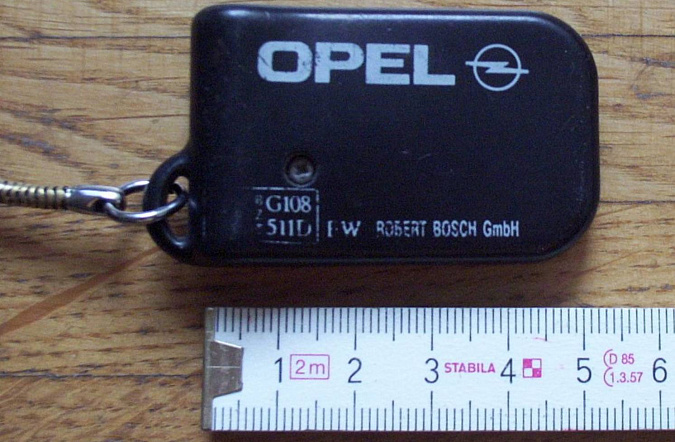 OPEL
G108
511D
ROBERT BOSCH GmbH
1 2m 2 3 STABILA 4 5 D 85 6
1.3.57